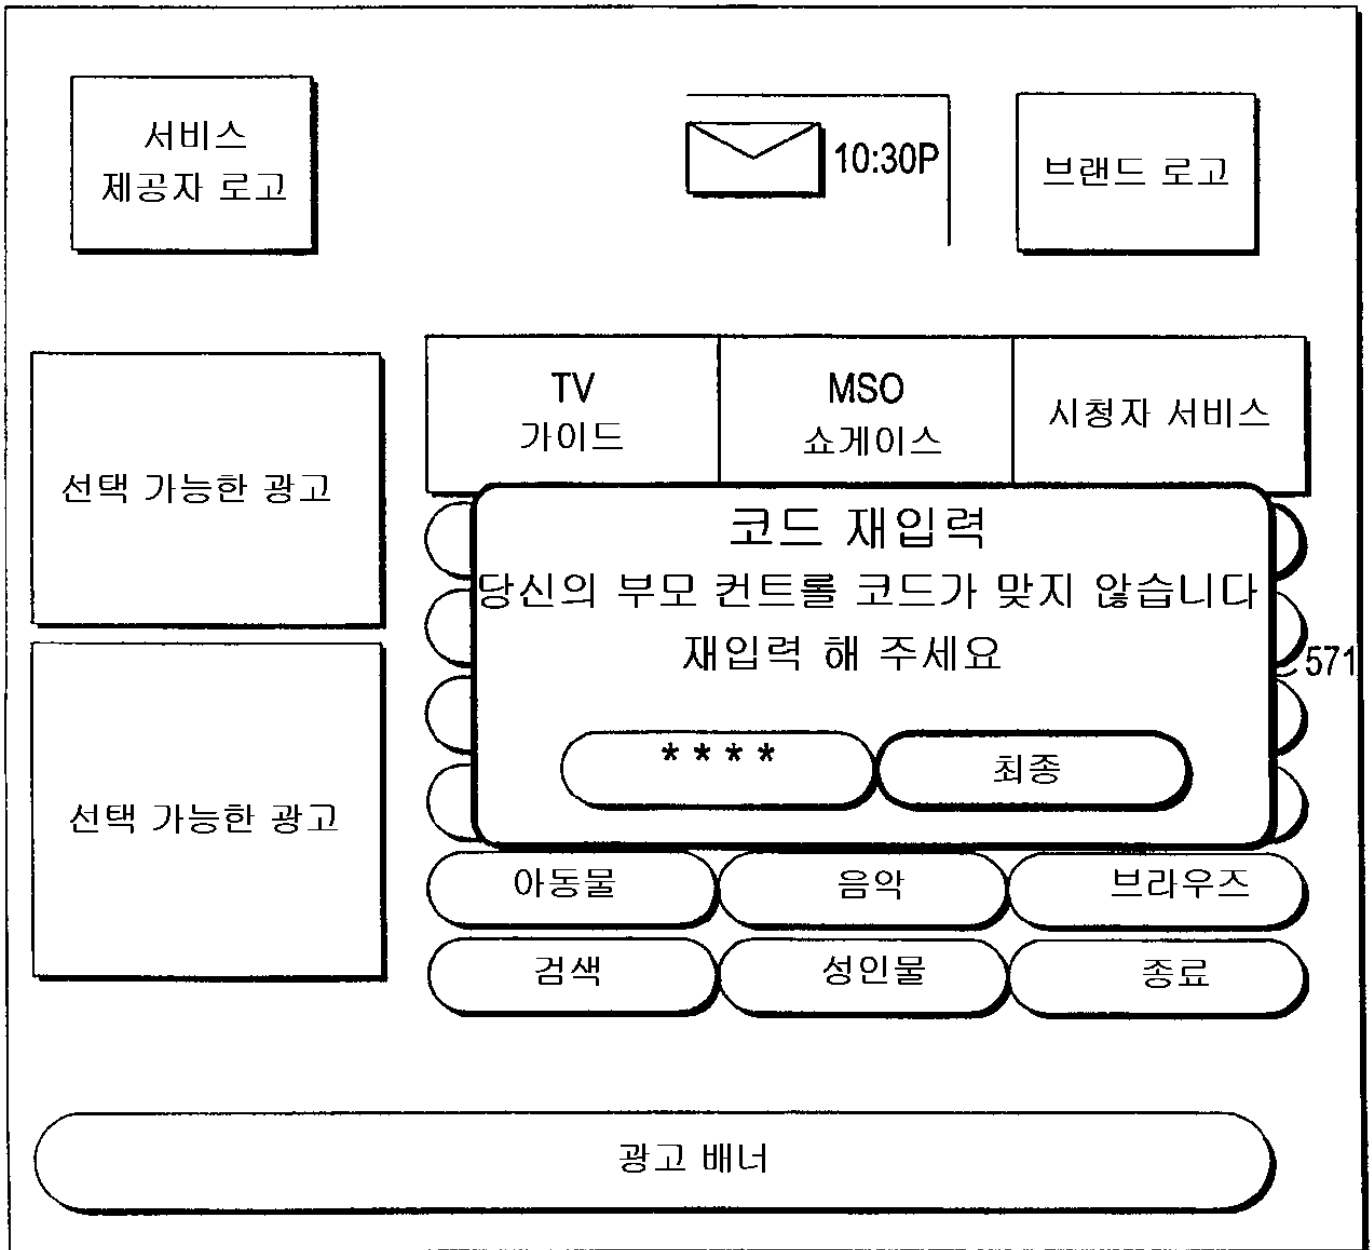 서비스
제공자 로고
10:30P
브랜드 로고
TV
가이드
MSO
쇼게이스
시청자 서비스
선택 가능한 광고
코드 재입력
당신의 부모 컨트롤 코드가 맞지 않습니다
재입력 해 주세요
571
* * * *
최종
선택 가능한 광고
아동물
음악
브라우즈
검색
성인물
종료
광고 배너